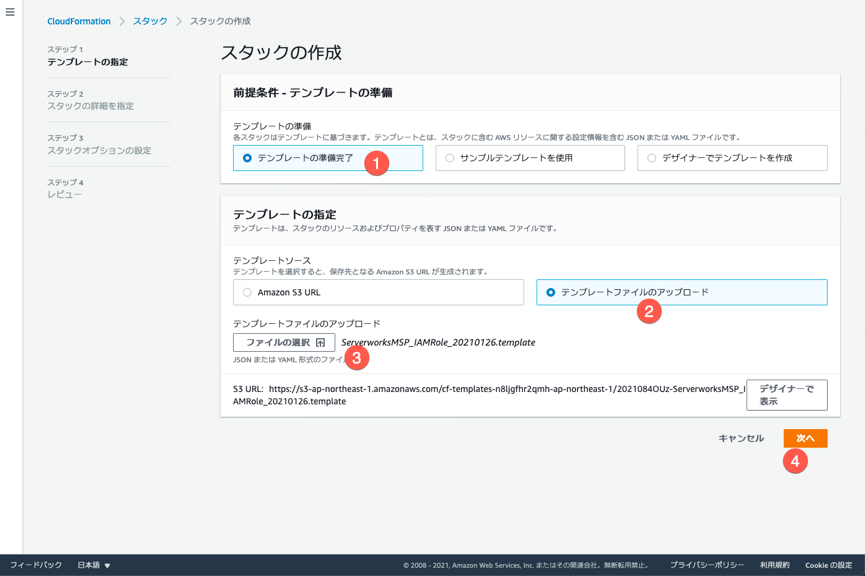 CloudFormation > スタック > スタックの作成
ステップ 1
テンプレートの指定
ステップ 2
スタックの詳細を指定
ステップ 3
スタックオプションの設定
ステップ 4
レビュー
スタックの作成
前提条件 - テンプレートの準備
テンプレートの準備
各スタックはテンプレートに基づきます。テンプレートとは、スタックに含む AWS リソースに関する設定情報を含む JSON または YAML ファイルです。
テンプレートの準備完了 1 サンプルテンプレートを使用 デザイナーでテンプレートを作成
テンプレートの指定
テンプレートは、スタックのリソースおよびプロパティを表す JSON または YAML ファイルです。
テンプレートソース
テンプレートを選択すると、保存先となる Amazon S3 URL が生成されます。
Amazon S3 URL テンプレートファイルのアップロード
2
テンプレートファイルのアップロード
ファイルの選択 ServerworksMSP_IAMRole_20210126.template
3
JSON または YAML 形式のファイ
S3 URL: https://s3-ap-northeast-1.amazonaws.com/cf-templates-n8ljgfhr2qmh-ap-northeast-1/2021084OUz-ServerworksMSP_I
AMRole_20210126.template
デザイナーで
表示
キャンセル 次へ
4
フィードバック 日本語 © 2008 - 2021, Amazon Web Services, Inc. またはその関連会社。無断転用禁止。 プライバシーポリシー 利用規約 Cookie の設定